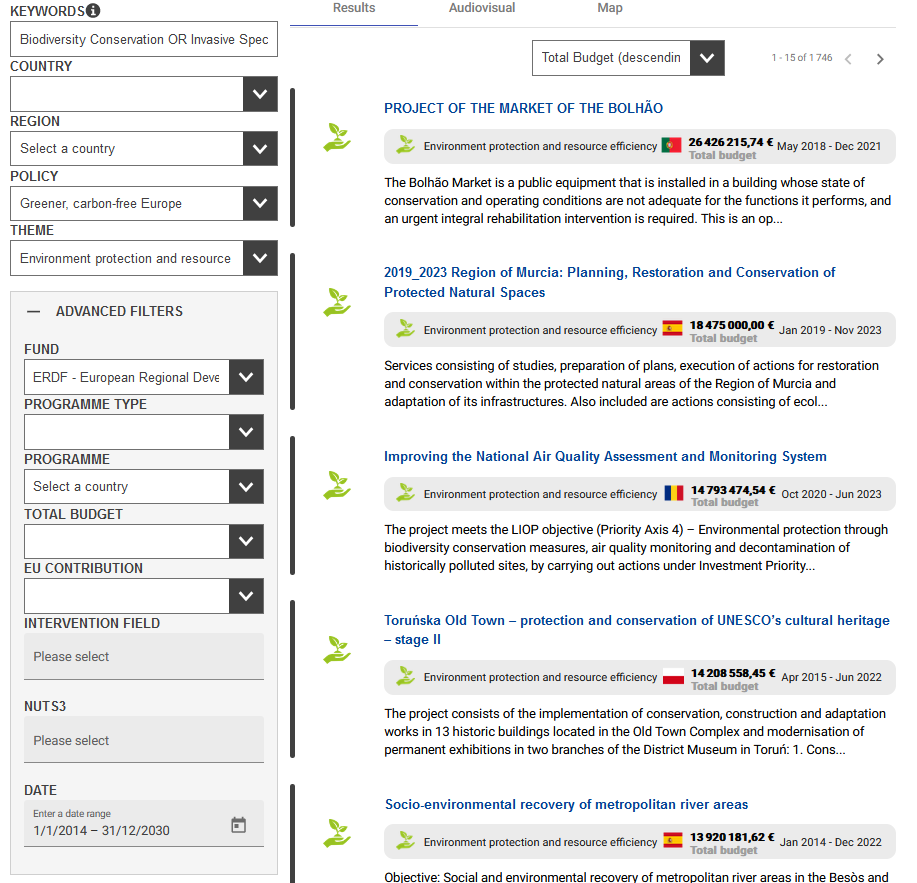 KEYWORDS
Biodiversity Conservation OR Invasive Spec
COUNTRY
REGION
Select a country
POLICY
Greener, carbon-free Europe
THEME
Environment protection and resource
ADVANCED FILTERS
FUND
ERDF - European Regional Deve
PROGRAMME TYPE
PROGRAMME
Select a country
TOTAL BUDGET
EU CONTRIBUTION
INTERVENTION FIELD
Please select
NUTS3
Please select
DATE
Enter a date range
1/1/2014 – 31/12/2030
Results Audiovisual Map
Total Budget (descendin
1 - 15 of 1 746
PROJECT OF THE MARKET OF THE BOLHÃO
Environment protection and resource efficiency 26 426 215,74 € May 2018 - Dec 2021
Total budget
The Bolhão Market is a public equipment that is installed in a building whose state of
conservation and operating conditions are not adequate for the functions it performs, and
an urgent integral rehabilitation intervention is required. This is an op...
2019_2023 Region of Murcia: Planning, Restoration and Conservation of
Protected Natural Spaces
Environment protection and resource efficiency 18 475 000,00 € Jan 2019 - Nov 2023
Total budget
Services consisting of studies, preparation of plans, execution of actions for restoration
and conservation within the protected natural areas of the Region of Murcia and
adaptation of its infrastructures. Also included are actions consisting of ecol...
Improving the National Air Quality Assessment and Monitoring System
Environment protection and resource efficiency 14 793 474,54 € Oct 2020 - Jun 2023
Total budget
The project meets the LIOP objective (Priority Axis 4) – Environmental protection through
biodiversity conservation measures, air quality monitoring and decontamination of
historically polluted sites, by carrying out actions under Investment Priority...
Toruńska Old Town – protection and conservation of UNESCO’s cultural heritage
– stage II
Environment protection and resource efficiency 14 208 558,45 € Apr 2015 - Jun 2022
Total budget
The project consists of the implementation of conservation, construction and adaptation
works in 13 historic buildings located in the Old Town Complex and modernisation of
permanent exhibitions in two branches of the District Museum in Toruń: 1. Cons...
Socio-environmental recovery of metropolitan river areas
Environment protection and resource efficiency 13 920 181,62 € Jan 2014 - Dec 2022
Total budget
Objective: Social and environmental recovery of metropolitan river areas in the Besòs and